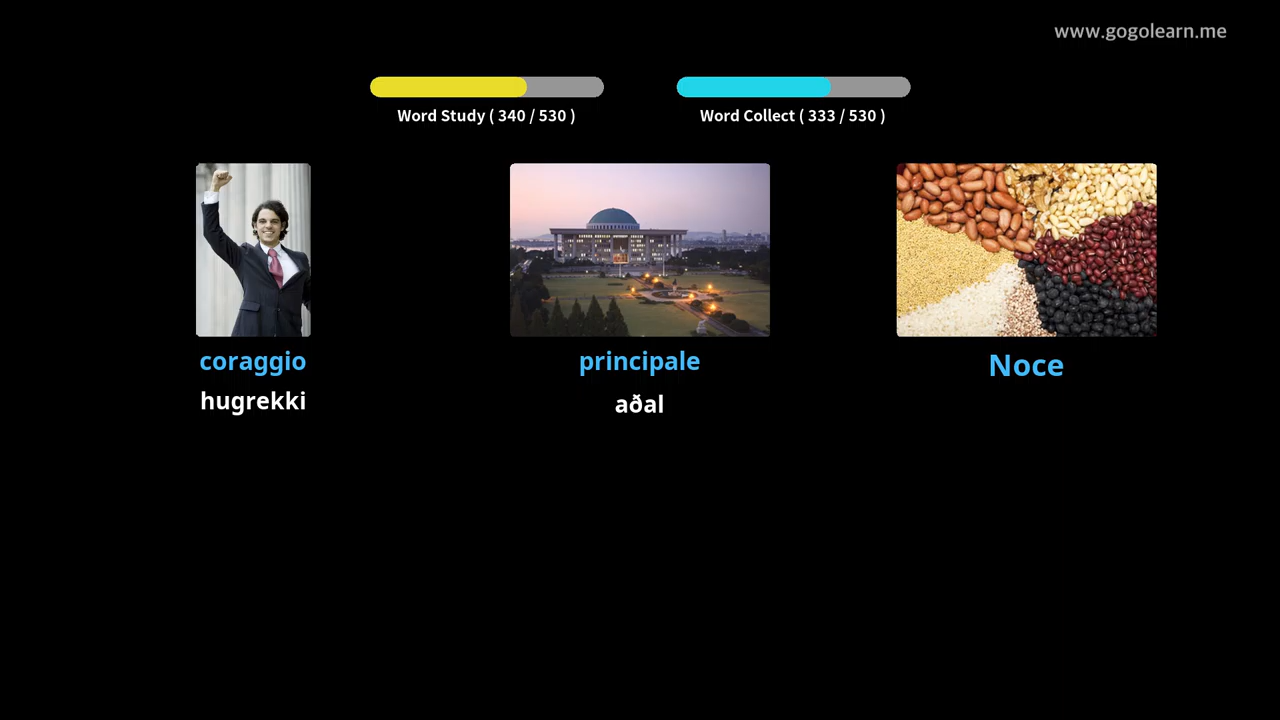 www.gogolearn.me
Word Study ( 340 / 530 )
Word Collect ( 333 / 530 )
coraggio
hugrekki
principale
aðal
Noce